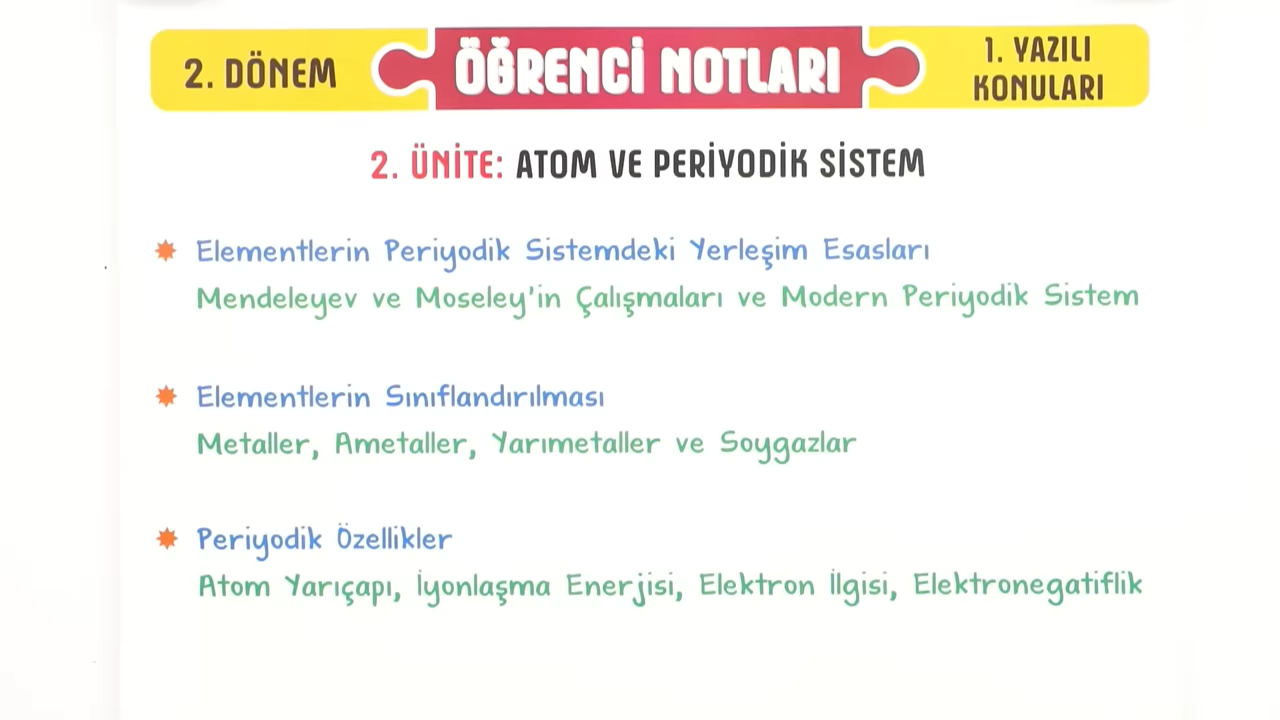 2. DÖNEM
ÖĞRENCİ NOTLARI
1. YAZILI
KONULARI
2. ÜNİTE: ATOM VE PERİYODİK SİSTEM
Elementlerin Periyodik Sistemdeki Yerleşim Esasları
Mendeleyev ve Moseley'in Çalışmaları ve Modern Periyodik Sistem
Elementlerin Sınıflandırılması
Metaller, Ametaller, Yarımetaller ve Soygazlar
Periyodik Özellikler
Atom Yarıçapı, İyonlaşma Enerjisi, Elektron İlgisi, Elektronegatiflik